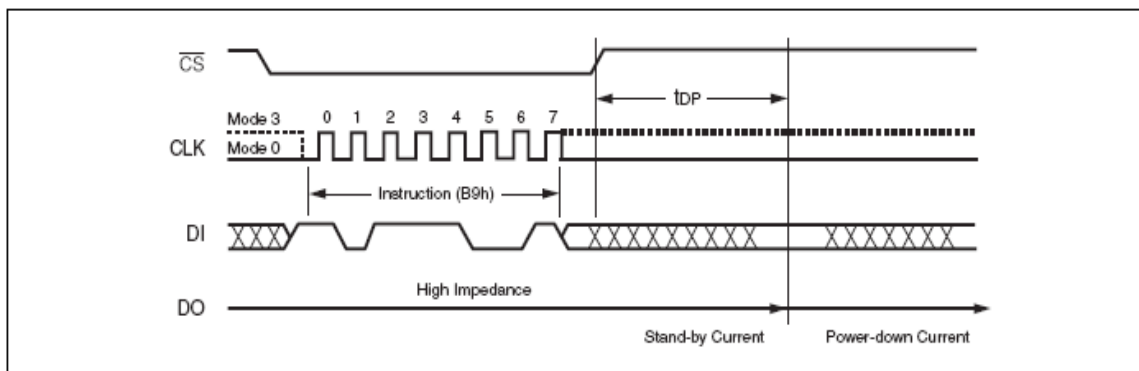 CS
tDP
Mode 3
0 1 2 3 4 5 6 7
CLK
Mode 0
Instruction (B9h)
DI
High Impedance
DO
Stand-by Current
Power-down Current